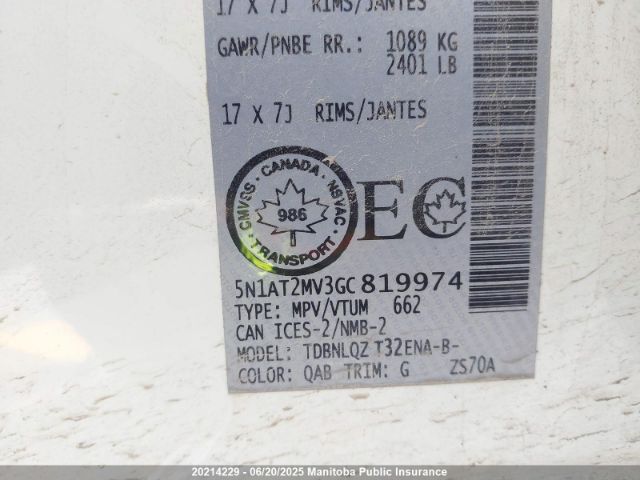 17 X 7J RIMS/JANTES
GAWR/PNBE RR.: 1089 KG
2401 LB
17 X 7J RIMS/JANTES
CMVSS · CANADA · NSVAC
986
TRANSPORT
EC
5N1AT2MV3GC819974
TYPE: MPV/VTUM 662
CAN ICES-2/NMB-2
MODEL: TDBNLQZ T32ENA-B-
COLOR: QAB TRIM: G ZS70A
20214229 - 06/20/2025 Manitoba Public Insurance